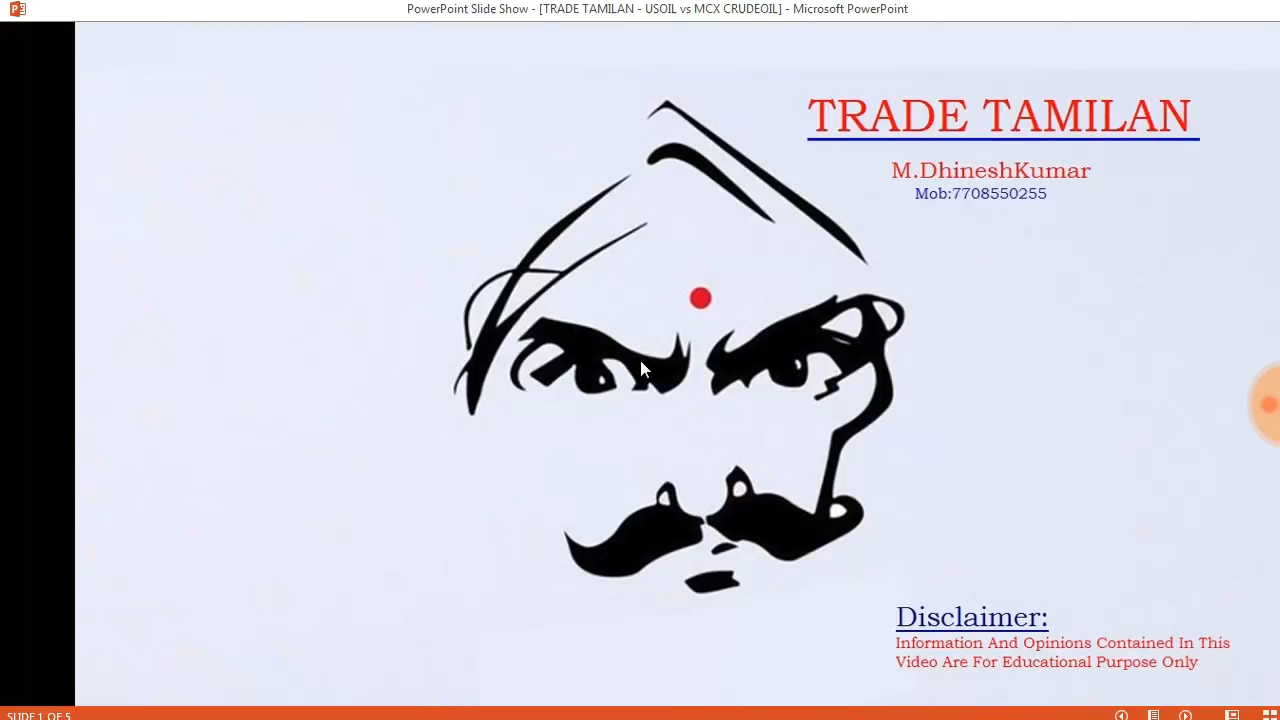 PowerPoint Slide Show - [TRADE TAMILAN - USOIL vs MCX CRUDEOIL] - Microsoft PowerPoint
TRADE TAMILAN
M.DhineshKumar
Mob:7708550255
Disclaimer:
Information And Opinions Contained In This
Video Are For Educational Purpose Only
SLIDE 1 OF 5